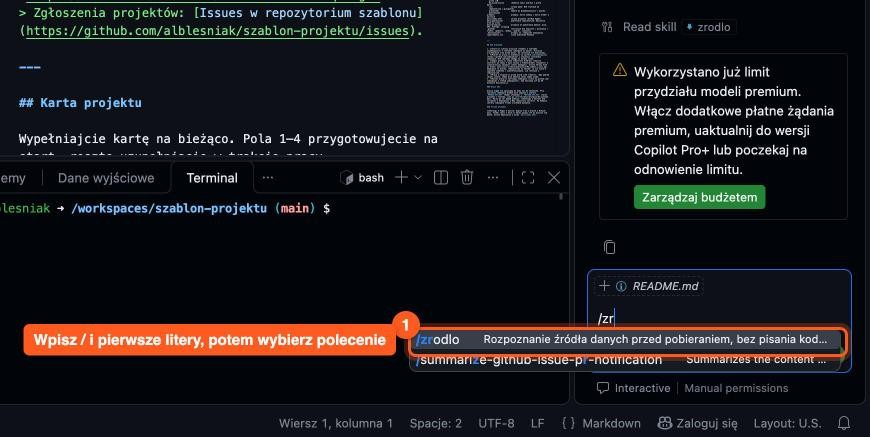 > Zgłoszenia projektów: [Issues w repozytorium szablonu]
(https://github.com/alblesniak/szablon-projektu/issues).
---
## Karta projektu
Wypełniajcie kartę na bieżąco. Pola 1–4 przygotowujecie na
emy
Dane wyjściowe
Terminal
bash
lesniak → /workspaces/szablon-projektu (main) $
Read skill
zrodlo
Wykorzystano już limit
przydziału modeli premium.
Włącz dodatkowe płatne żądania
premium, uaktualnij do wersji
Copilot Pro+ lub poczekaj na
odnowienie limitu.
Zarządzaj budżetem
README.md
/zr
1
Wpisz / i pierwsze litery, potem wybierz polecenie
/zrodlo Rozpoznanie źródła danych przed pobieraniem, bez pisania kod...
/summarize-github-issue-pr-notification Summarizes the content ...
Interactive
Manual permissions
Wiersz 1, kolumna 1
Spacje: 2
UTF-8
LF
{ } Markdown
Zaloguj się
Layout: U.S.